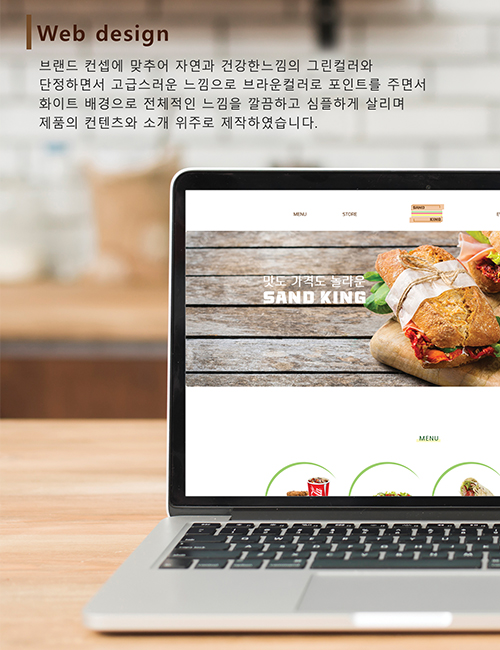 Web design
브랜드 컨셉에 맞추어 자연과 건강한느낌의 그린컬러와
단정하면서 고급스러운 느낌으로 브라운컬러로 포인트를 주면서
화이트 배경으로 전체적인 느낌을 깔끔하고 심플하게 살리며
제품의 컨텐츠와 소개 위주로 제작하였습니다.
MENU STORE SAND
KING
맛도 가격도 놀라운
SAND KING
MENU